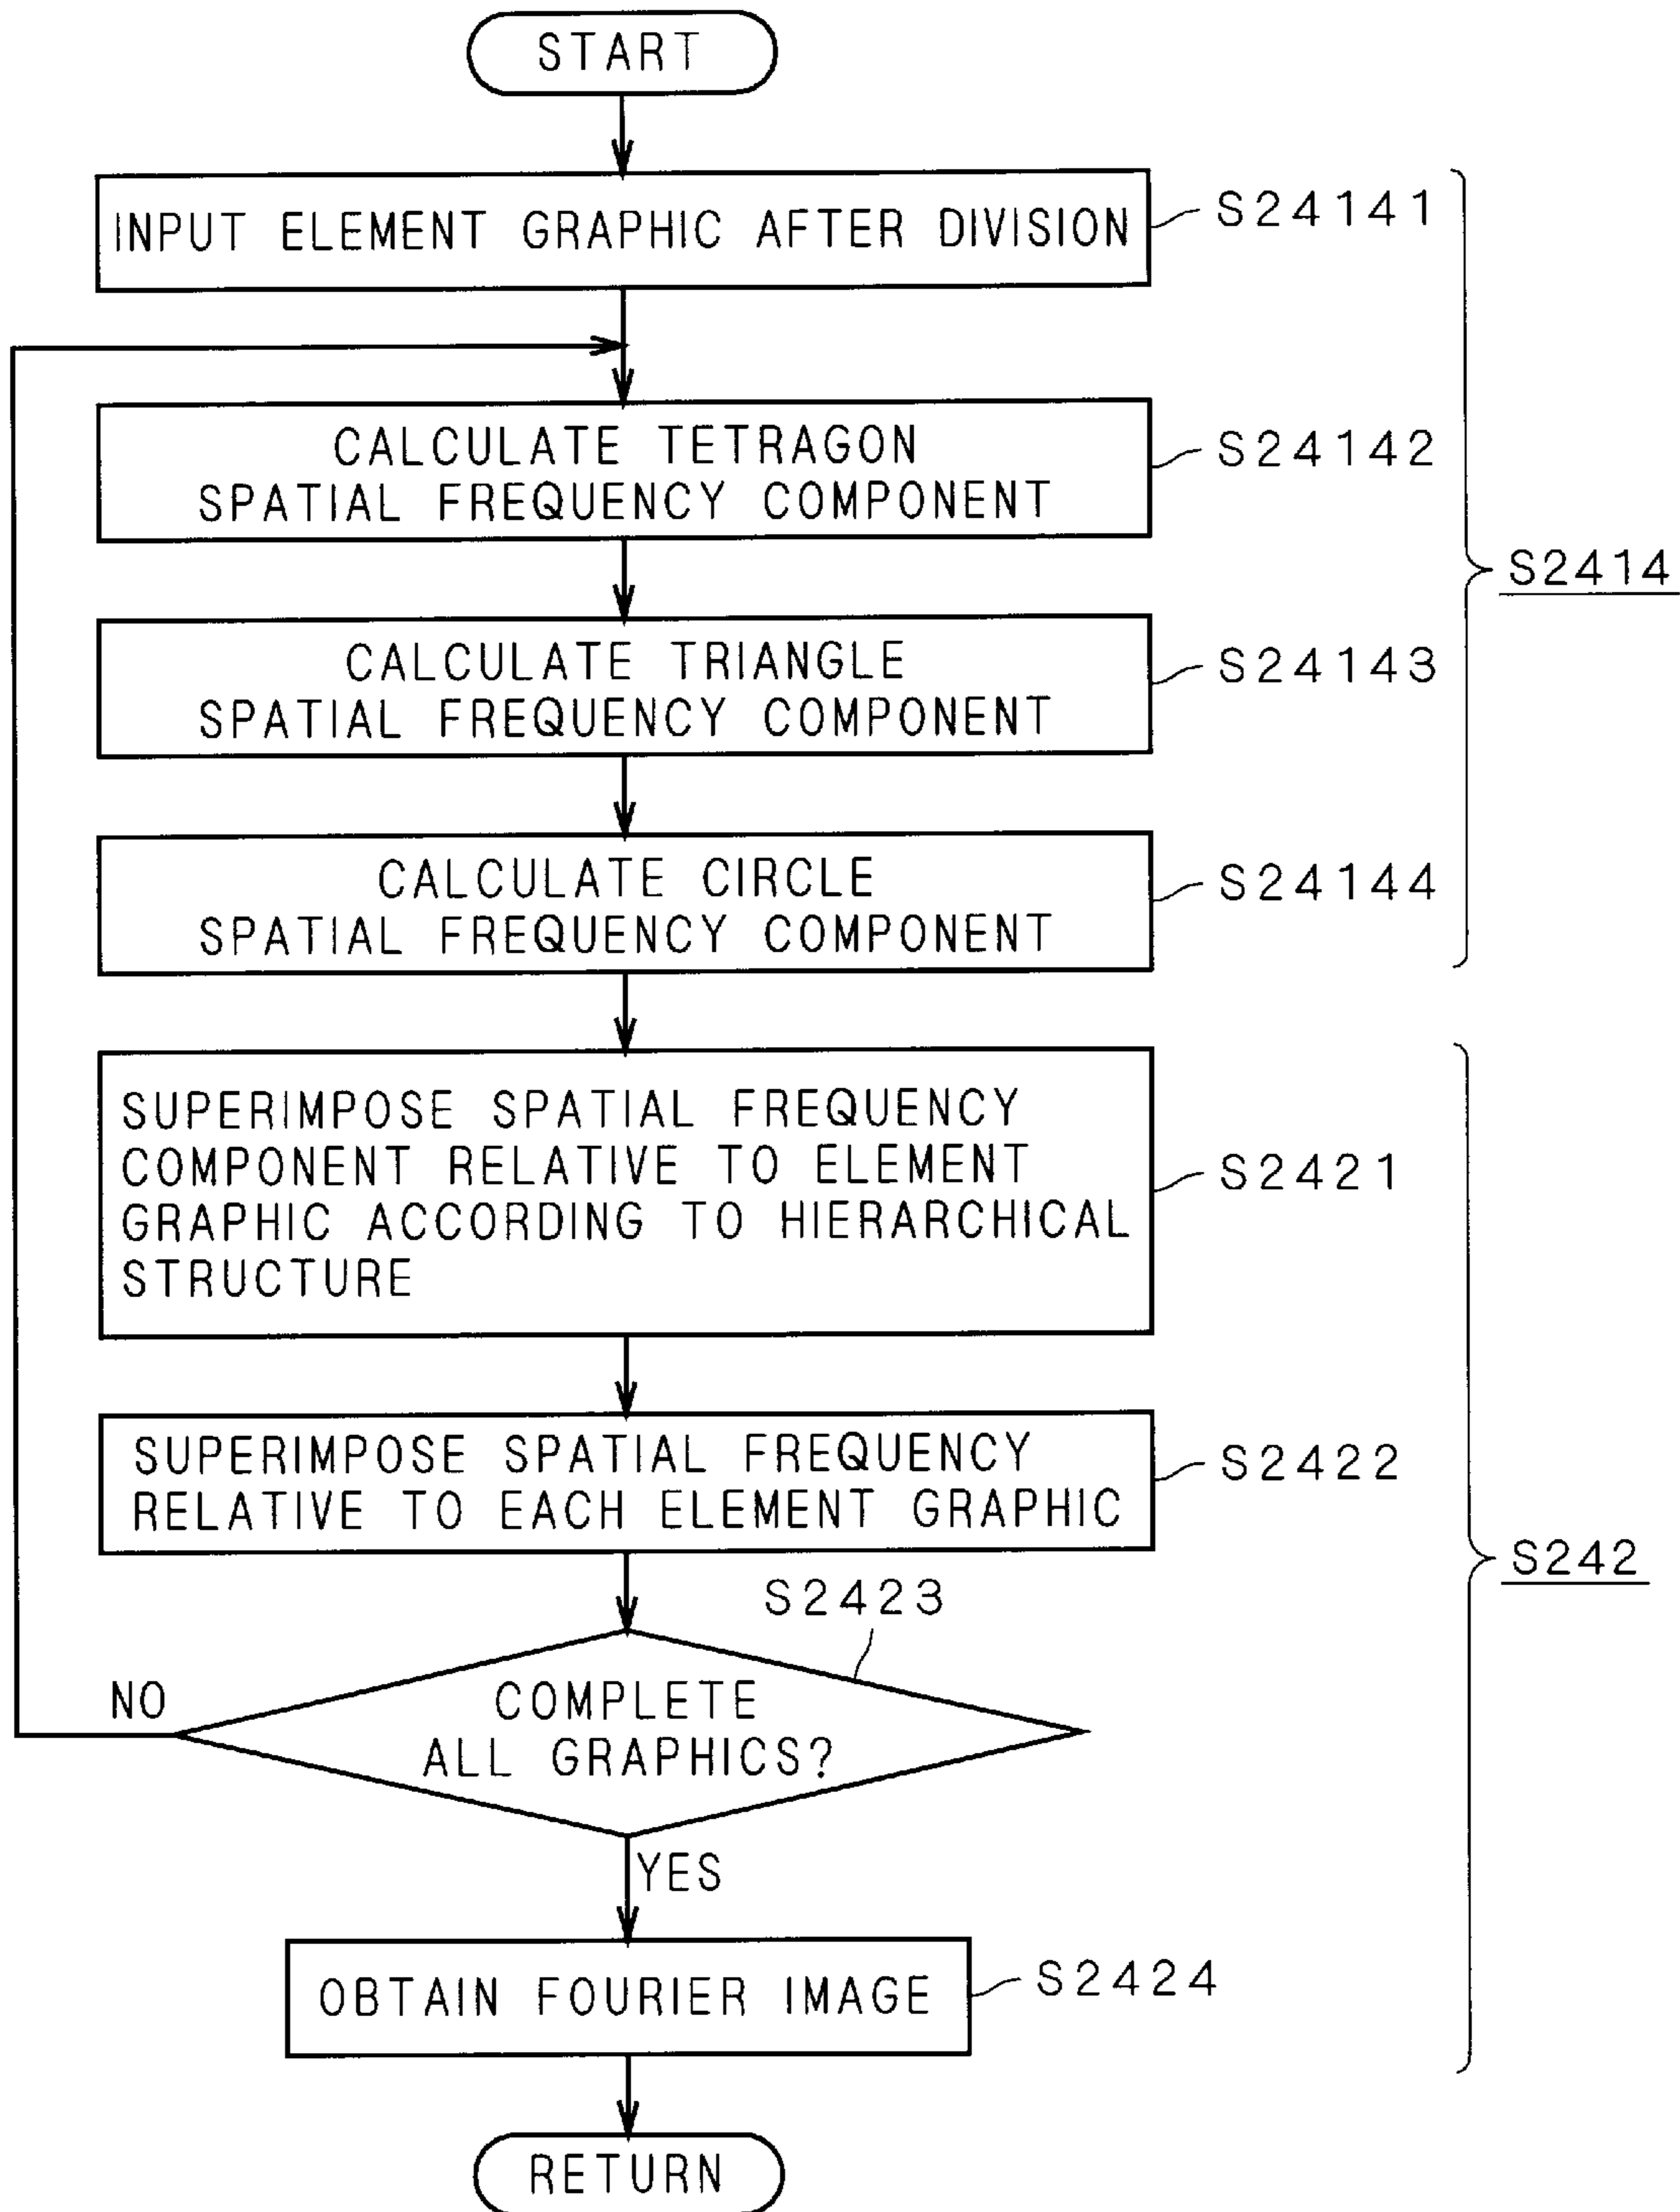 START
INPUT ELEMENT GRAPHIC AFTER DIVISION
S24141
CALCULATE TETRAGON
SPATIAL FREQUENCY COMPONENT
S24142
S2414
CALCULATE TRIANGLE
SPATIAL FREQUENCY COMPONENT
S24143
CALCULATE CIRCLE
SPATIAL FREQUENCY COMPONENT
S24144
SUPERIMPOSE SPATIAL FREQUENCY
COMPONENT RELATIVE TO ELEMENT
GRAPHIC ACCORDING TO HIERARCHICAL
STRUCTURE
S2421
SUPERIMPOSE SPATIAL FREQUENCY
RELATIVE TO EACH ELEMENT GRAPHIC
S2422
S242
S2423
NO
COMPLETE
ALL GRAPHICS?
YES
OBTAIN FOURIER IMAGE
S2424
RETURN